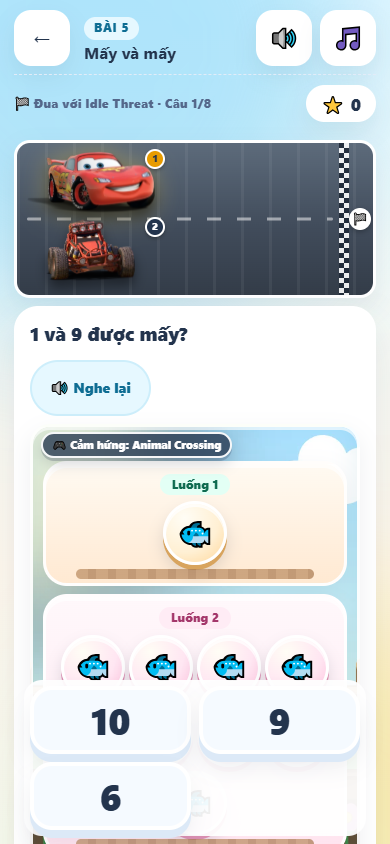 ←
BÀI 5
Mấy và mấy
Đua với Idle Threat · Câu 1/8
0
1
2
1 và 9 được mấy?
Nghe lại
Cảm hứng: Animal Crossing
Luống 1
Luống 2
10
9
6